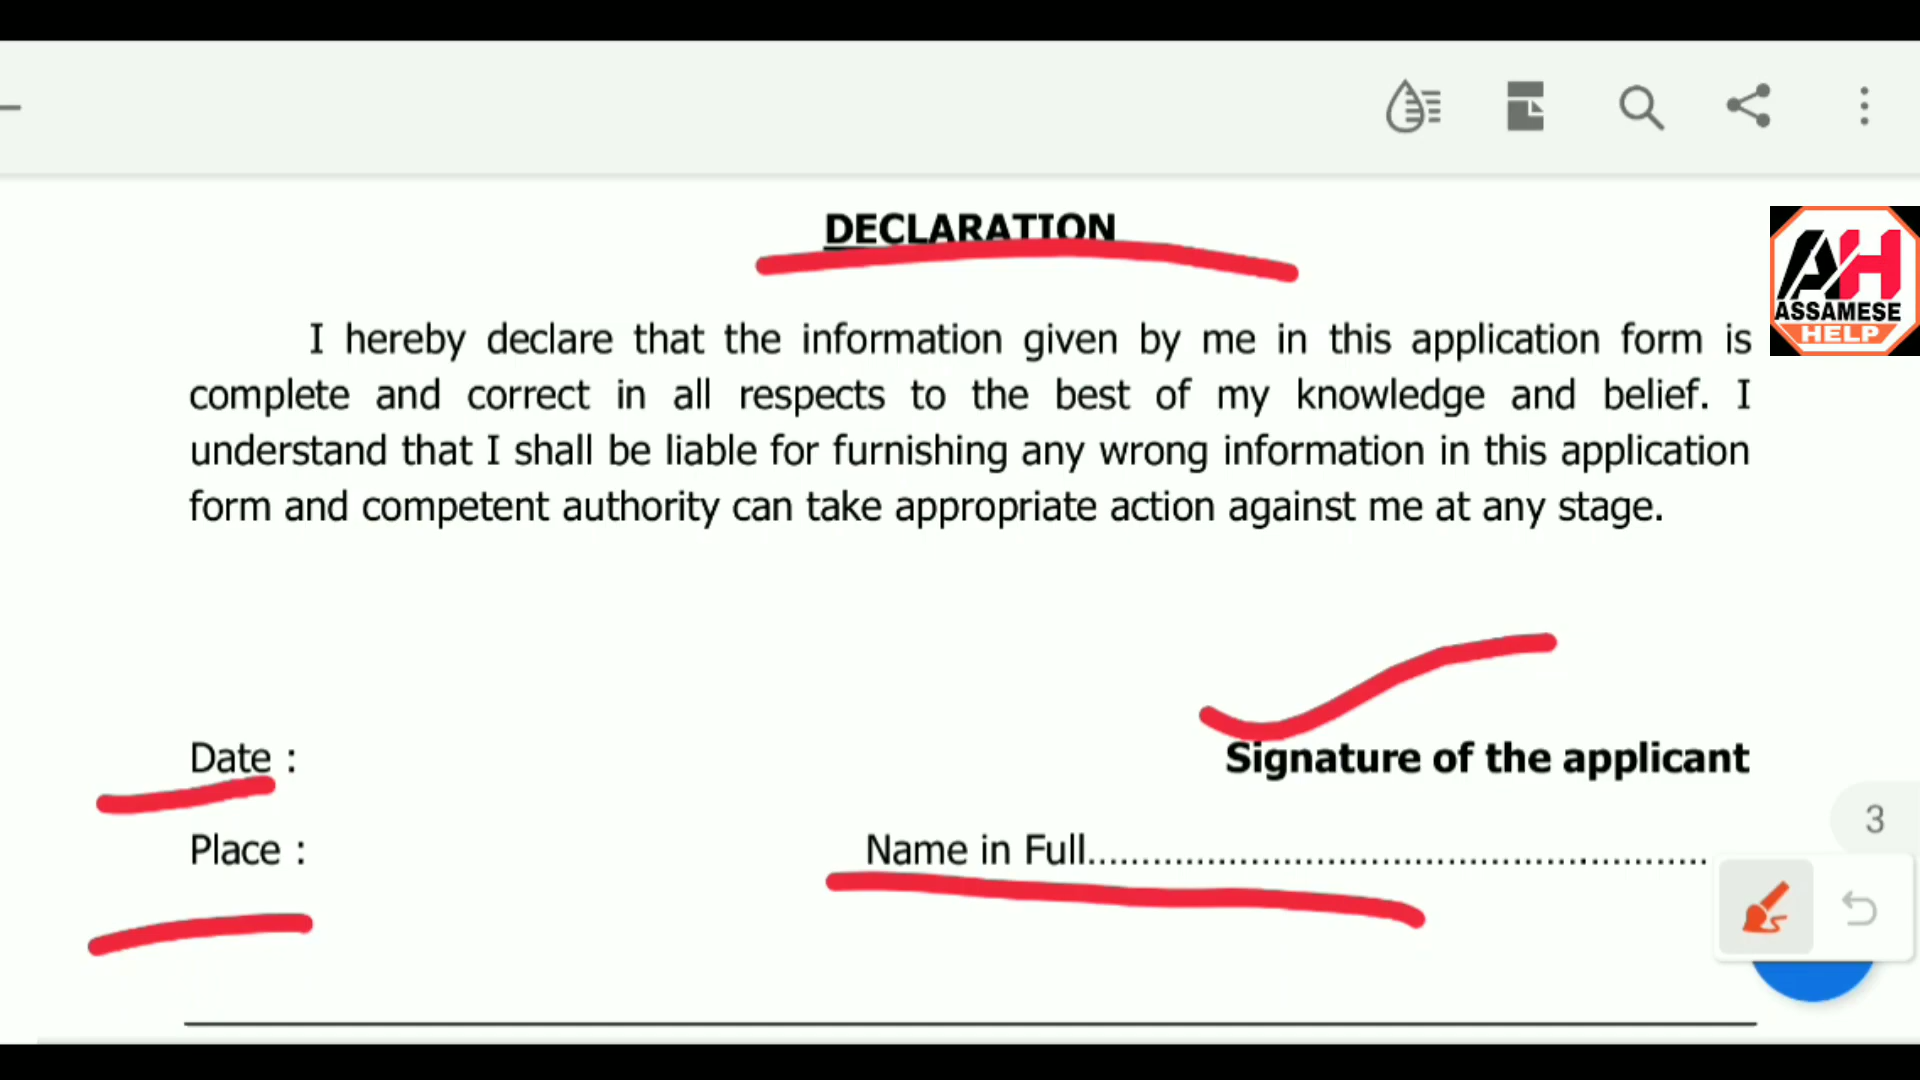 DECLARATION
AH
ASSAMESE
HELP
I hereby declare that the information given by me in this application form is
complete and correct in all respects to the best of my knowledge and belief. I
understand that I shall be liable for furnishing any wrong information in this application
form and competent authority can take appropriate action against me at any stage.
Date :
Signature of the applicant
Place :
Name in Full..........................................................
3